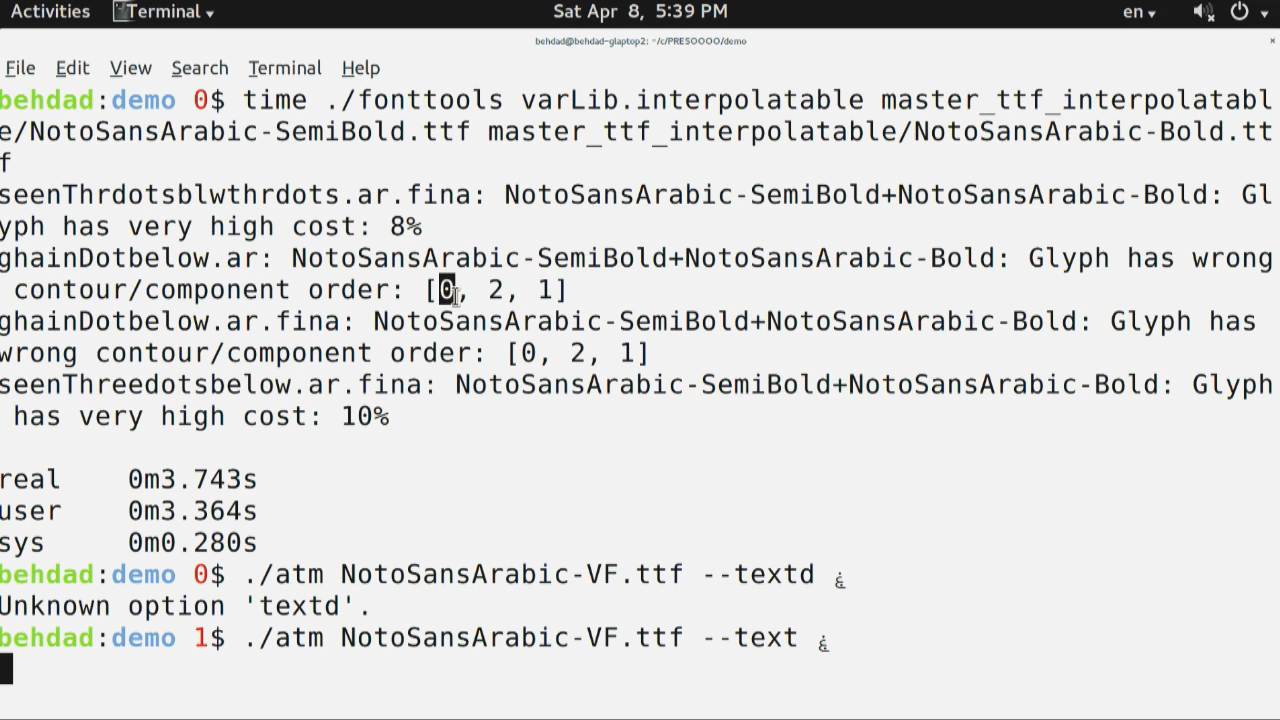 Activities Terminal Sat Apr 8, 5:39 PM en
behdad@behdad-glaptop2: ~/c/PRESOOOO/demo ×
File Edit View Search Terminal Help
behdad:demo 0$ time ./fonttools varLib.interpolatable master_ttf_interpolatabl
e/NotoSansArabic-SemiBold.ttf master_ttf_interpolatable/NotoSansArabic-Bold.tt
f
seenThrdotsblwthrdots.ar.fina: NotoSansArabic-SemiBold+NotoSansArabic-Bold: Gl
yph has very high cost: 8%
ghainDotbelow.ar: NotoSansArabic-SemiBold+NotoSansArabic-Bold: Glyph has wrong
contour/component order: [0, 2, 1]
ghainDotbelow.ar.fina: NotoSansArabic-SemiBold+NotoSansArabic-Bold: Glyph has
wrong contour/component order: [0, 2, 1]
seenThreedotsbelow.ar.fina: NotoSansArabic-SemiBold+NotoSansArabic-Bold: Glyph
has very high cost: 10%
real 0m3.743s
user 0m3.364s
sys 0m0.280s
behdad:demo 0$ ./atm NotoSansArabic-VF.ttf --textd ۼ
Unknown option 'textd'.
behdad:demo 1$ ./atm NotoSansArabic-VF.ttf --text ۼ